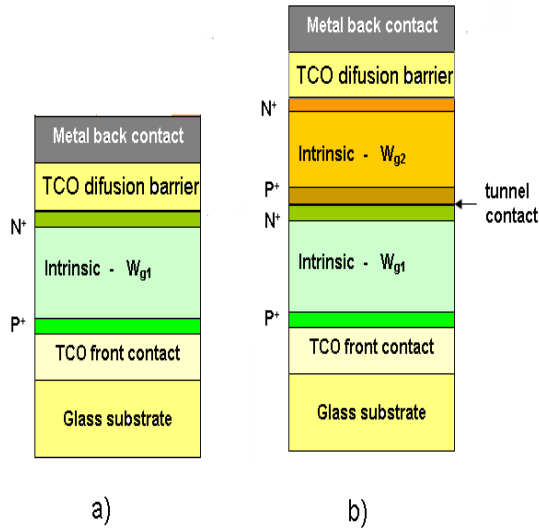 Metal back contact
TCO difusion barrier
N⁺
Intrinsic - Wg1
P⁺
TCO front contact
Glass substrate
a)
Metal back contact
TCO difusion barrier
N⁺
Intrinsic - Wg2
P⁺
tunnel
contact
N⁺
Intrinsic - Wg1
P⁺
TCO front contact
Glass substrate
b)